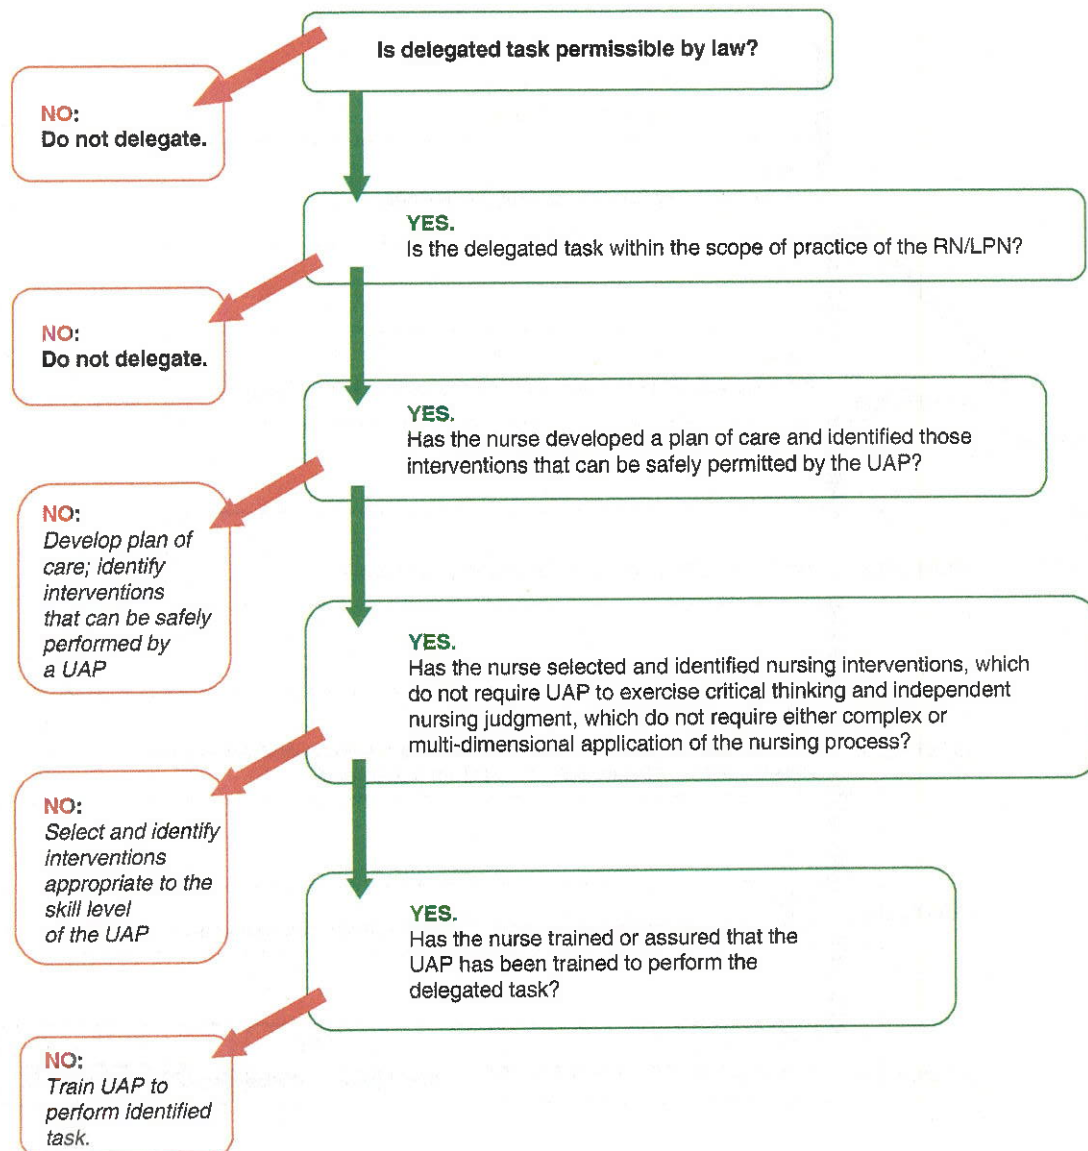 Is delegated task permissible by law?
NO:
Do not delegate.
YES.
Is the delegated task within the scope of practice of the RN/LPN?
NO:
Do not delegate.
YES.
Has the nurse developed a plan of care and identified those
interventions that can be safely permitted by the UAP?
NO:
Develop plan of
care; identify
interventions
that can be safely
performed by
a UAP
YES.
Has the nurse selected and identified nursing interventions, which
do not require UAP to exercise critical thinking and independent
nursing judgment, which do not require either complex or
multi-dimensional application of the nursing process?
NO:
Select and identify
interventions
appropriate to the
skill level
of the UAP
YES.
Has the nurse trained or assured that the
UAP has been trained to perform the
delegated task?
NO:
Train UAP to
perform identified
task.